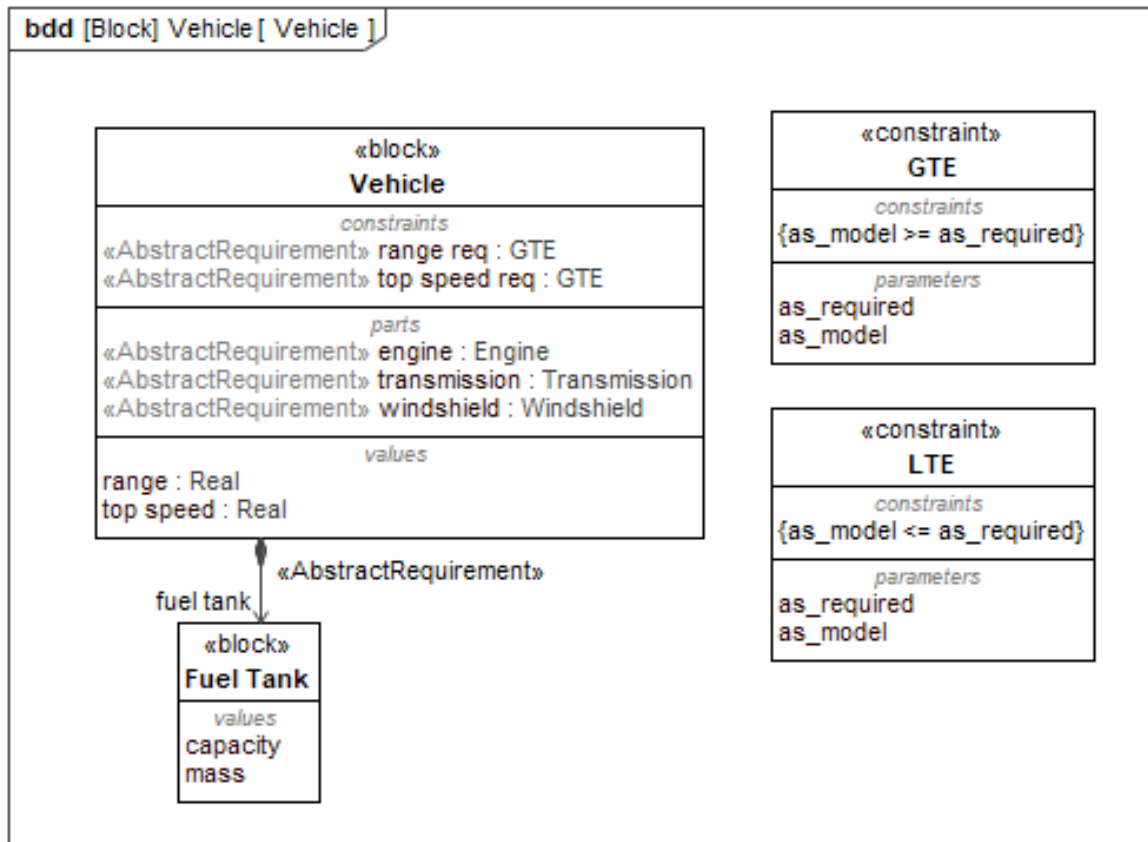 bdd [Block] Vehicle [ Vehicle ]
«block»
Vehicle
constraints
«AbstractRequirement» range req : GTE
«AbstractRequirement» top speed req : GTE
parts
«AbstractRequirement» engine : Engine
«AbstractRequirement» transmission : Transmission
«AbstractRequirement» windshield : Windshield
values
range : Real
top speed : Real
«AbstractRequirement»
fuel tank
«block»
Fuel Tank
values
capacity
mass
«constraint»
GTE
constraints
{as_model >= as_required}
parameters
as_required
as_model
«constraint»
LTE
constraints
{as_model <= as_required}
parameters
as_required
as_model